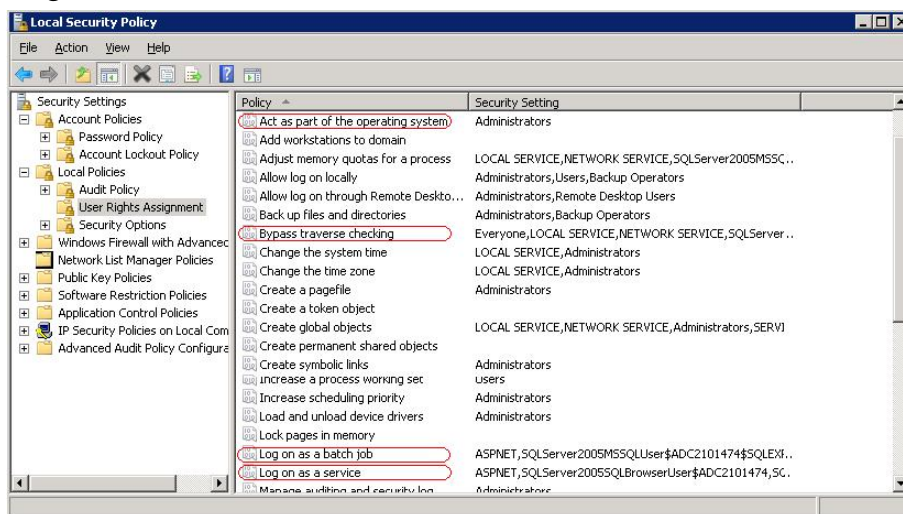 Local Security Policy
File Action View Help
Security Settings
Account Policies
Password Policy
Account Lockout Policy
Local Policies
Audit Policy
User Rights Assignment
Security Options
Windows Firewall with Advanced
Network List Manager Policies
Public Key Policies
Software Restriction Policies
Application Control Policies
IP Security Policies on Local Com
Advanced Audit Policy Configura
Policy Security Setting
Act as part of the operating system Administrators
Add workstations to domain
Adjust memory quotas for a process LOCAL SERVICE,NETWORK SERVICE,SQLServer2005MSSQ..
Allow log on locally Administrators,Users,Backup Operators
Allow log on through Remote Deskto... Administrators,Remote Desktop Users
Back up files and directories Administrators,Backup Operators
Bypass traverse checking Everyone,LOCAL SERVICE,NETWORK SERVICE,SQLServer..
Change the system time LOCAL SERVICE,Administrators
Change the time zone LOCAL SERVICE,Administrators
Create a pagefile Administrators
Create a token object
Create global objects LOCAL SERVICE,NETWORK SERVICE,Administrators,SERVI
Create permanent shared objects
Create symbolic links Administrators
Increase a process working set Users
Increase scheduling priority Administrators
Load and unload device drivers Administrators
Lock pages in memory
Log on as a batch job ASPNET,SQLServer2005MSSQLUser$ADC2101474$SQLEX..
Log on as a service ASPNET,SQLServer2005SQLBrowserUser$ADC2101474,SQ..
Manage auditing and security log Administrators